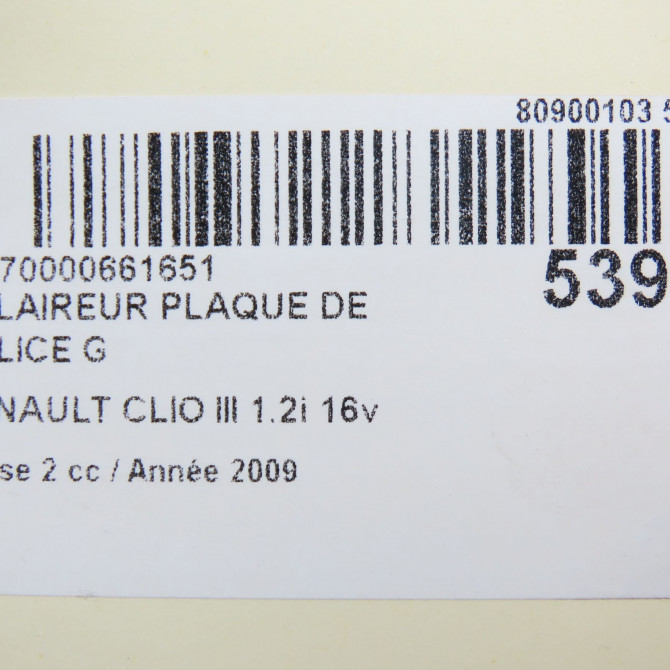 80900103 5
70000661651
539
LAIREUR PLAQUE DE
LICE G
NAULT CLIO III 1.2i 16v
se 2 cc / Année 2009